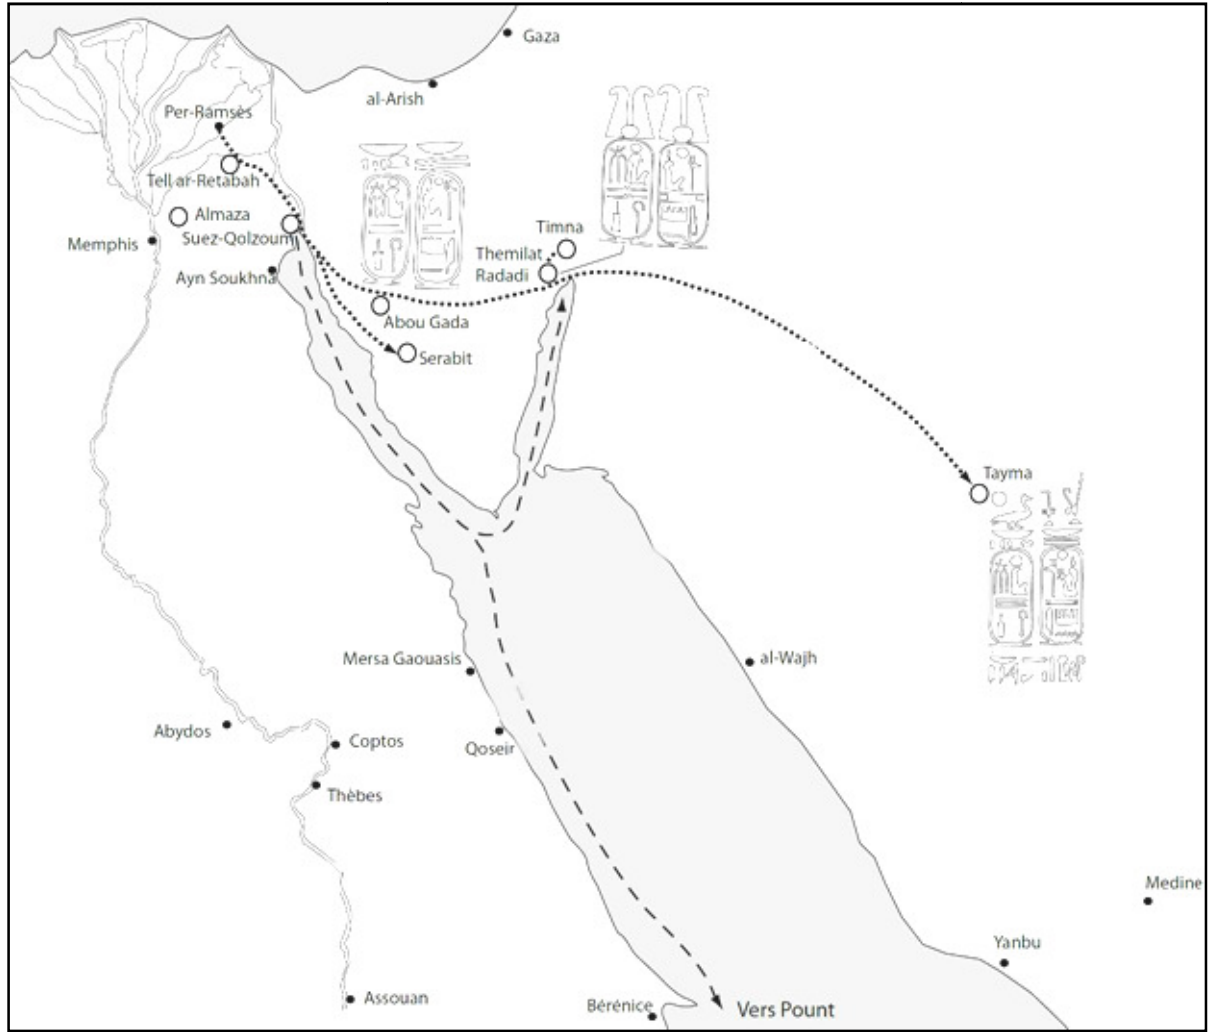 Gaza
al-Arish
Per-Ramsès
Tell ar-Retabah
Almaza
Suez-Qolzoum
Memphis
Ayn Soukhna
Timna
Themilat
Radadi
Abou Gada
Serabit
Tayma
Mersa Gaouasis
al-Wajh
Abydos
Coptos
Qoseir
Thèbes
Medine
Yanbu
Assouan
Bérénice
Vers Pount